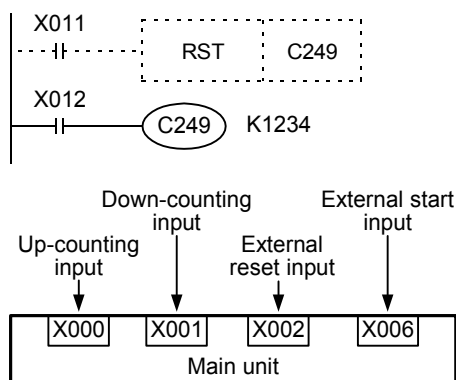 X011
RST C249
X012
C249 K1234
Down-counting
input
External start
input
Up-counting
input
External
reset input
X000 X001 X002 X006
Main unit